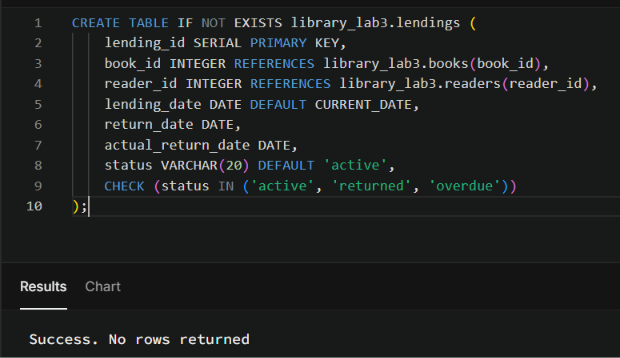 1 CREATE TABLE IF NOT EXISTS library_lab3.lendings (
2 lending_id SERIAL PRIMARY KEY,
3 book_id INTEGER REFERENCES library_lab3.books(book_id),
4 reader_id INTEGER REFERENCES library_lab3.readers(reader_id),
5 lending_date DATE DEFAULT CURRENT_DATE,
6 return_date DATE,
7 actual_return_date DATE,
8 status VARCHAR(20) DEFAULT 'active',
9 CHECK (status IN ('active', 'returned', 'overdue'))
10 );
Results Chart
Success. No rows returned